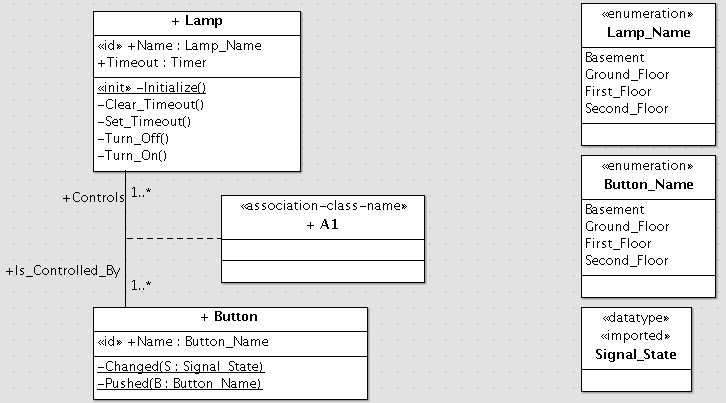 + Lamp
«id» +Name : Lamp_Name
+Timeout : Timer
«init» -Initialize()
-Clear_Timeout()
-Set_Timeout()
-Turn_Off()
-Turn_On()
+Controls
1..*
«association-class-name»
+ A1
+Is_Controlled_By
1..*
+ Button
«id» +Name : Button_Name
-Changed(S : Signal_State)
-Pushed(B : Button_Name)
«enumeration»
Lamp_Name
Basement
Ground_Floor
First_Floor
Second_Floor
«enumeration»
Button_Name
Basement
Ground_Floor
First_Floor
Second_Floor
«datatype»
«imported»
Signal_State